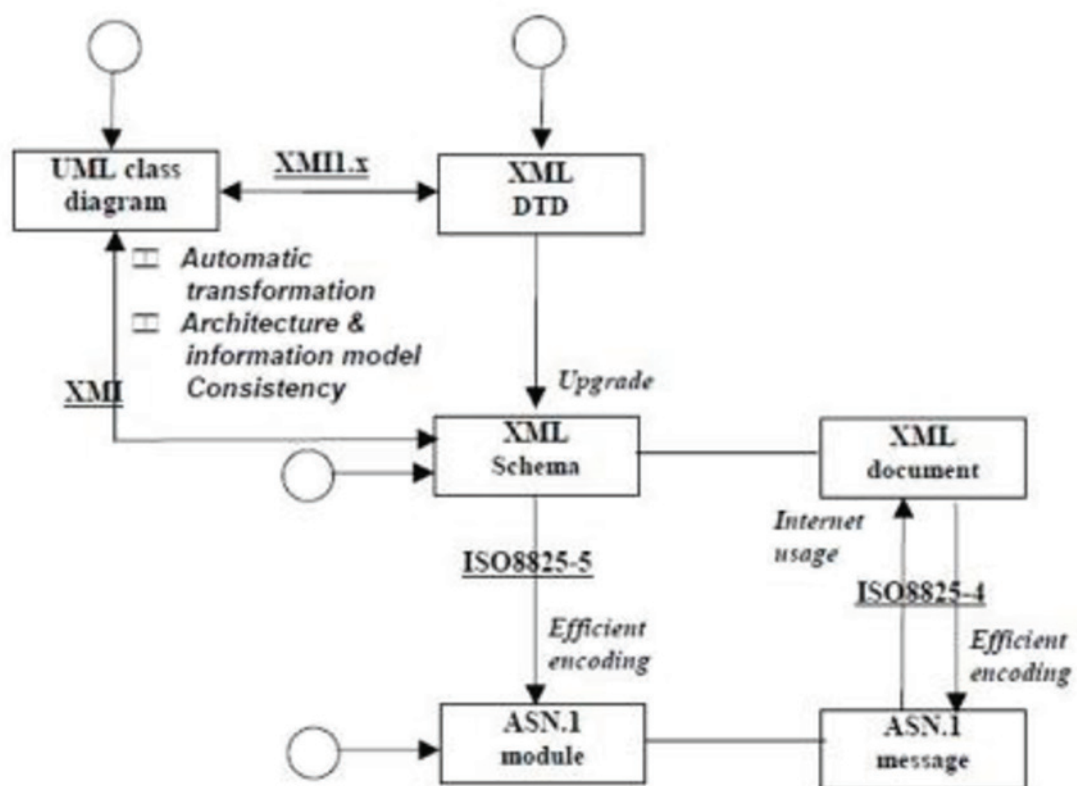 UML class
diagram
XMI1.x
XML
DTD
Automatic
transformation
Architecture &
information model
Consistency
XMI
Upgrade
XML
Schema
XML
document
Internet
usage
ISO8825-5
ISO8825-4
Efficient
encoding
Efficient
encoding
ASN.1
module
ASN.1
message